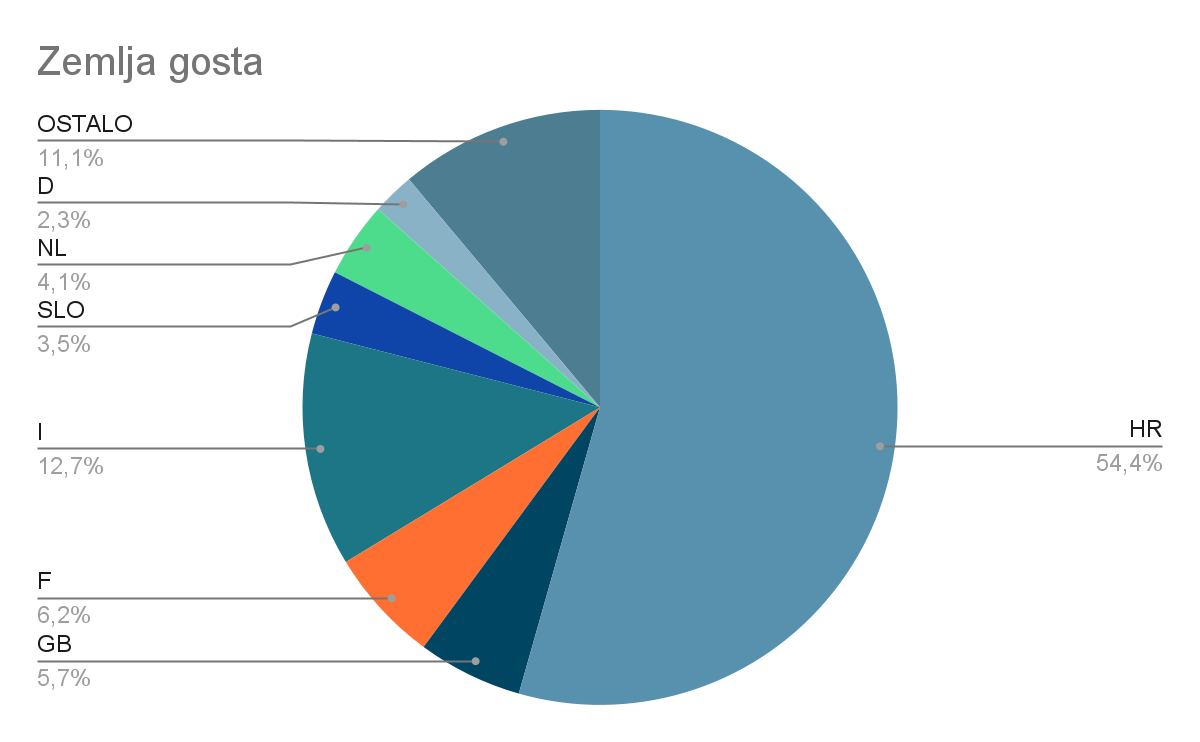 Zemlja gosta
OSTALO
11,1%
D
2,3%
NL
4,1%
SLO
3,5%
I
12,7%
F
6,2%
GB
5,7%
HR
54,4%